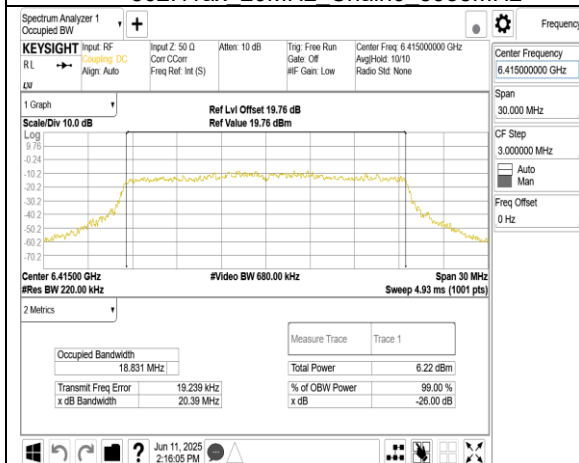 Spectrum Analyzer 1
Occupied BW
Frequency
KEYSIGHT
RL
Input: RF
Coupling: DC
Align: Auto
Input Z: 50 Ω
Corr CCorr
Freq Ref: Int (S)
Atten: 10 dB
Trig: Free Run
Gate: Off
#IF Gain: Low
Center Freq: 6.415000000 GHz
Avg|Hold: 10/10
Radio Std: None
Center Frequency
6.415000000 GHz
Span
30.000 MHz
CF Step
3.000000 MHz
Auto
Man
Freq Offset
0 Hz
1 Graph
Scale/Div 10.0 dB
Ref Lvl Offset 19.76 dB
Ref Value 19.76 dBm
Log
9.76
-0.24
-10.2
-20.2
-30.2
-40.2
-50.2
-60.2
-70.2
Center 6.41500 GHz
#Res BW 220.00 kHz
#Video BW 680.00 kHz
Span 30 MHz
Sweep 4.93 ms (1001 pts)
2 Metrics
Measure Trace Trace 1
Occupied Bandwidth
18.831 MHz
Total Power 6.22 dBm
Transmit Freq Error 19.239 kHz
% of OBW Power 99.00 %
x dB Bandwidth 20.39 MHz
x dB -26.00 dB
Jun 11, 2025
2:16:05 PM